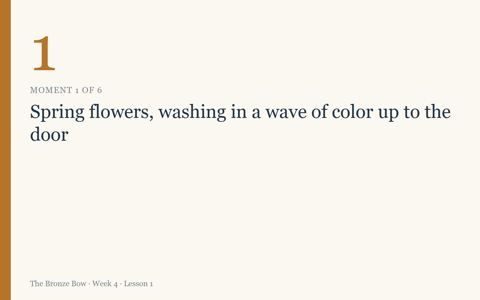 1
MOMENT 1 OF 6
Spring flowers, washing in a wave of color up to the
door
The Bronze Bow · Week 4 · Lesson 1